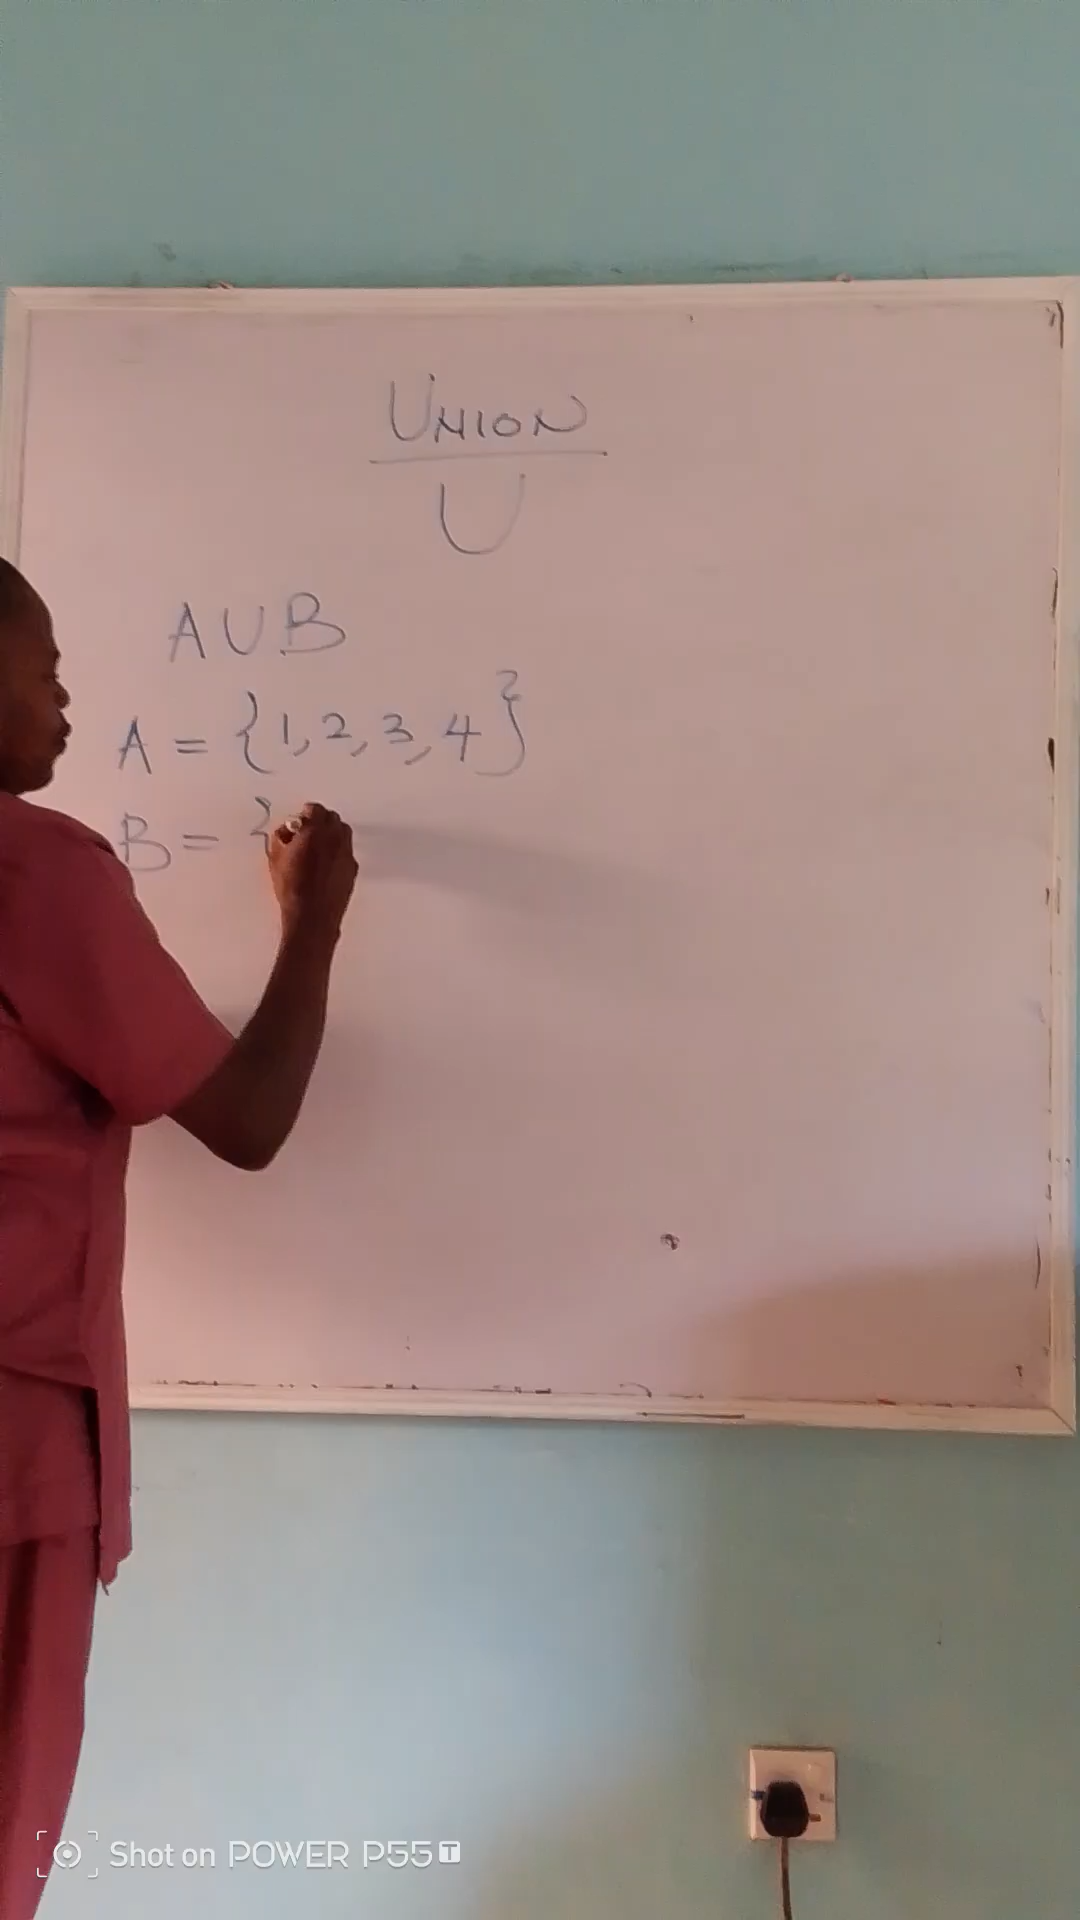 UNION
U
A U B
A = {1, 2, 3, 4}
B = {
Shot on POWER P55 T